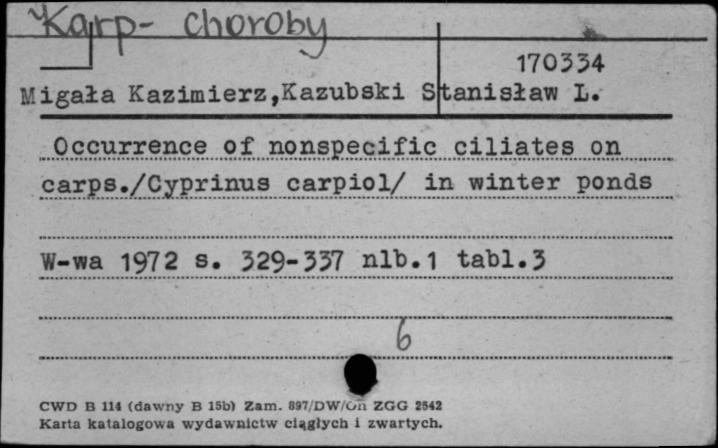 Karp- choroby
170334
Migała Kazimierz,Kazubski Stanisław L.
Occurrence of nonspecific ciliates on
carps./Cyprinus carpiol/ in winter ponds
W-wa 1972 s. 329-337 nlb.1 tabl.3
6
CWD B 114 (dawny B 15b) Zam. 897/DW/Gn ZGG 2542
Karta katalogowa wydawnictw ciągłych i zwartych.